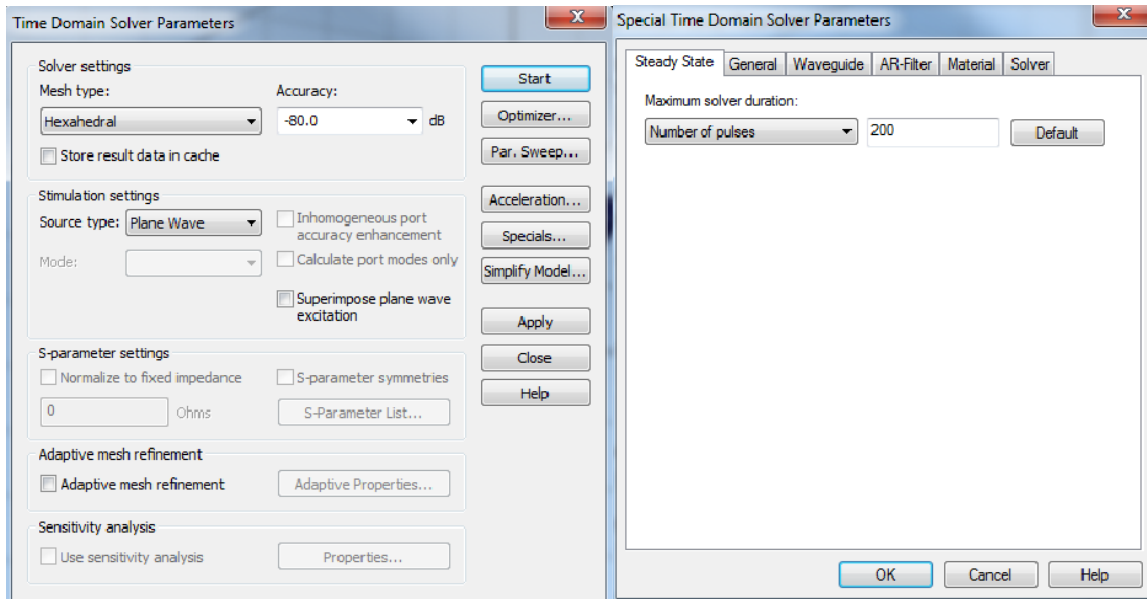 Time Domain Solver Parameters
Solver settings
Mesh type:
Accuracy:
Hexahedral
-80.0
dB
Store result data in cache
Stimulation settings
Source type:
Plane Wave
Inhomogeneous port
accuracy enhancement
Mode:
Calculate port modes only
Superimpose plane wave
excitation
S-parameter settings
Normalize to fixed impedance
S-parameter symmetries
0
Ohms
S-Parameter List...
Adaptive mesh refinement
Adaptive mesh refinement
Adaptive Properties...
Sensitivity analysis
Use sensitivity analysis
Properties...
Start
Optimizer...
Par. Sweep...
Acceleration...
Specials...
Simplify Model...
Apply
Close
Help
Special Time Domain Solver Parameters
Steady State
General
Waveguide
AR-Filter
Material
Solver
Maximum solver duration:
Number of pulses
200
Default
OK
Cancel
Help